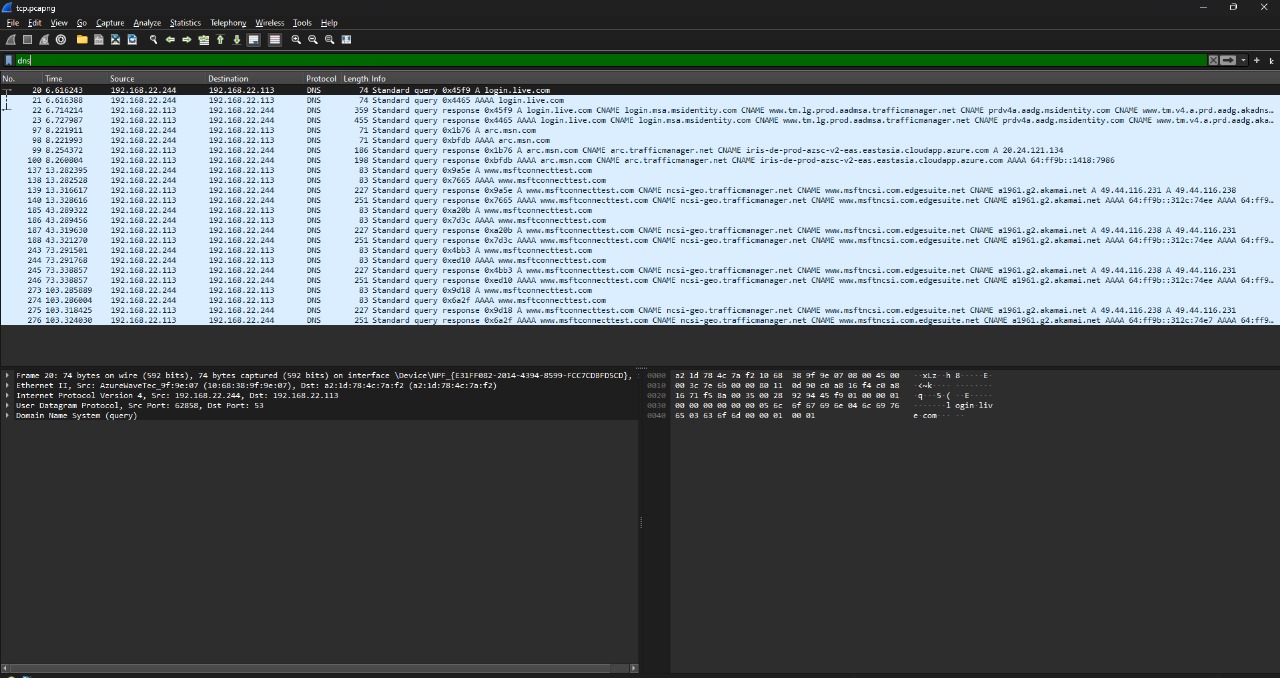 tcp.pcapng
File Edit View Go Capture Analyze Statistics Telephony Wireless Tools Help
dns
No. Time Source Destination Protocol Length Info
20 6.616243 192.168.22.244 192.168.22.113 DNS 74 Standard query 0x45f9 A login.live.com
21 6.616388 192.168.22.244 192.168.22.113 DNS 74 Standard query 0x4465 AAAA login.live.com
22 6.714214 192.168.22.113 192.168.22.244 DNS 359 Standard query response 0x45f9 A login.live.com CNAME login.msa.msidentity.com CNAME www.tm.lg.prod.aadmsa.trafficmanager.net CNAME prdv4a.aadg.msidentity.com CNAME www.tm.v4.a.prd.aadg.akadns…
23 6.727987 192.168.22.113 192.168.22.244 DNS 455 Standard query response 0x4465 AAAA login.live.com CNAME login.msa.msidentity.com CNAME www.tm.lg.prod.aadmsa.trafficmanager.net CNAME prdv4a.aadg.msidentity.com CNAME www.tm.v4.a.prd.aadg.aka…
97 8.221911 192.168.22.244 192.168.22.113 DNS 71 Standard query 0x1b76 A arc.msn.com
98 8.221993 192.168.22.244 192.168.22.113 DNS 71 Standard query 0xbfdb AAAA arc.msn.com
99 8.254372 192.168.22.113 192.168.22.244 DNS 186 Standard query response 0x1b76 A arc.msn.com CNAME arc.trafficmanager.net CNAME iris-de-prod-azsc-v2-eas.eastasia.cloudapp.azure.com A 20.24.121.134
100 8.260804 192.168.22.113 192.168.22.244 DNS 198 Standard query response 0xbfdb AAAA arc.msn.com CNAME arc.trafficmanager.net CNAME iris-de-prod-azsc-v2-eas.eastasia.cloudapp.azure.com AAAA 64:ff9b::1418:7986
137 13.282395 192.168.22.244 192.168.22.113 DNS 83 Standard query 0x9a5e A www.msftconnecttest.com
138 13.282528 192.168.22.244 192.168.22.113 DNS 83 Standard query 0x7665 AAAA www.msftconnecttest.com
139 13.316617 192.168.22.113 192.168.22.244 DNS 227 Standard query response 0x9a5e A www.msftconnecttest.com CNAME ncsi-geo.trafficmanager.net CNAME www.msftncsi.com.edgesuite.net CNAME a1961.g2.akamai.net A 49.44.116.231 A 49.44.116.238
140 13.328616 192.168.22.113 192.168.22.244 DNS 251 Standard query response 0x7665 AAAA www.msftconnecttest.com CNAME ncsi-geo.trafficmanager.net CNAME www.msftncsi.com.edgesuite.net CNAME a1961.g2.akamai.net AAAA 64:ff9b::312c:74ee AAAA 64:ff9…
185 43.289322 192.168.22.244 192.168.22.113 DNS 83 Standard query 0xa20b A www.msftconnecttest.com
186 43.289456 192.168.22.244 192.168.22.113 DNS 83 Standard query 0x7d3c AAAA www.msftconnecttest.com
187 43.319630 192.168.22.113 192.168.22.244 DNS 227 Standard query response 0xa20b A www.msftconnecttest.com CNAME ncsi-geo.trafficmanager.net CNAME www.msftncsi.com.edgesuite.net CNAME a1961.g2.akamai.net A 49.44.116.238 A 49.44.116.231
188 43.321270 192.168.22.113 192.168.22.244 DNS 251 Standard query response 0x7d3c AAAA www.msftconnecttest.com CNAME ncsi-geo.trafficmanager.net CNAME www.msftncsi.com.edgesuite.net CNAME a1961.g2.akamai.net AAAA 64:ff9b::312c:74ee AAAA 64:ff9…
243 73.291501 192.168.22.244 192.168.22.113 DNS 83 Standard query 0x4bb3 A www.msftconnecttest.com
244 73.291768 192.168.22.244 192.168.22.113 DNS 83 Standard query 0xed10 AAAA www.msftconnecttest.com
245 73.338857 192.168.22.113 192.168.22.244 DNS 227 Standard query response 0x4bb3 A www.msftconnecttest.com CNAME ncsi-geo.trafficmanager.net CNAME www.msftncsi.com.edgesuite.net CNAME a1961.g2.akamai.net A 49.44.116.238 A 49.44.116.231
246 73.338857 192.168.22.113 192.168.22.244 DNS 251 Standard query response 0xed10 AAAA www.msftconnecttest.com CNAME ncsi-geo.trafficmanager.net CNAME www.msftncsi.com.edgesuite.net CNAME a1961.g2.akamai.net AAAA 64:ff9b::312c:74e7 AAAA 64:ff9…
273 103.285889 192.168.22.244 192.168.22.113 DNS 83 Standard query 0x9d18 A www.msftconnecttest.com
274 103.286004 192.168.22.244 192.168.22.113 DNS 83 Standard query 0x6a2f AAAA www.msftconnecttest.com
275 103.318425 192.168.22.113 192.168.22.244 DNS 227 Standard query response 0x9d18 A www.msftconnecttest.com CNAME ncsi-geo.trafficmanager.net CNAME www.msftncsi.com.edgesuite.net CNAME a1961.g2.akamai.net A 49.44.116.238 A 49.44.116.231
276 103.324030 192.168.22.113 192.168.22.244 DNS 251 Standard query response 0x6a2f AAAA www.msftconnecttest.com CNAME ncsi-geo.trafficmanager.net CNAME www.msftncsi.com.edgesuite.net CNAME a1961.g2.akamai.net AAAA 64:ff9b::312c:74e7 AAAA 64:ff9…
Frame 20: 74 bytes on wire (592 bits), 74 bytes captured (592 bits) on interface \Device\NPF_{E31FF082-2014-4394-8599-FCC7CDBFD5CD},
Ethernet II, Src: AzureWaveTec_9f:9e:07 (10:68:38:9f:9e:07), Dst: a2:1d:78:4c:7a:f2 (a2:1d:78:4c:7a:f2)
Internet Protocol Version 4, Src: 192.168.22.244, Dst: 192.168.22.113
User Datagram Protocol, Src Port: 62858, Dst Port: 53
Domain Name System (query)
0000 a2 1d 78 4c 7a f2 10 68 38 9f 9e 07 08 00 45 00 ··xLz··h 8·····E·
0010 00 3c 7e 6b 00 00 80 11 0d 90 c0 a8 16 f4 c0 a8 ·<~k···· ········
0020 16 71 f5 8a 00 35 00 28 92 94 45 f9 01 00 00 01 ·q···5·( ··E·····
0030 00 00 00 00 00 00 05 6c 6f 67 69 6e 04 6c 69 76 ·······l ogin·liv
0040 65 03 63 6f 6d 00 00 01 00 01 e·com··· ··